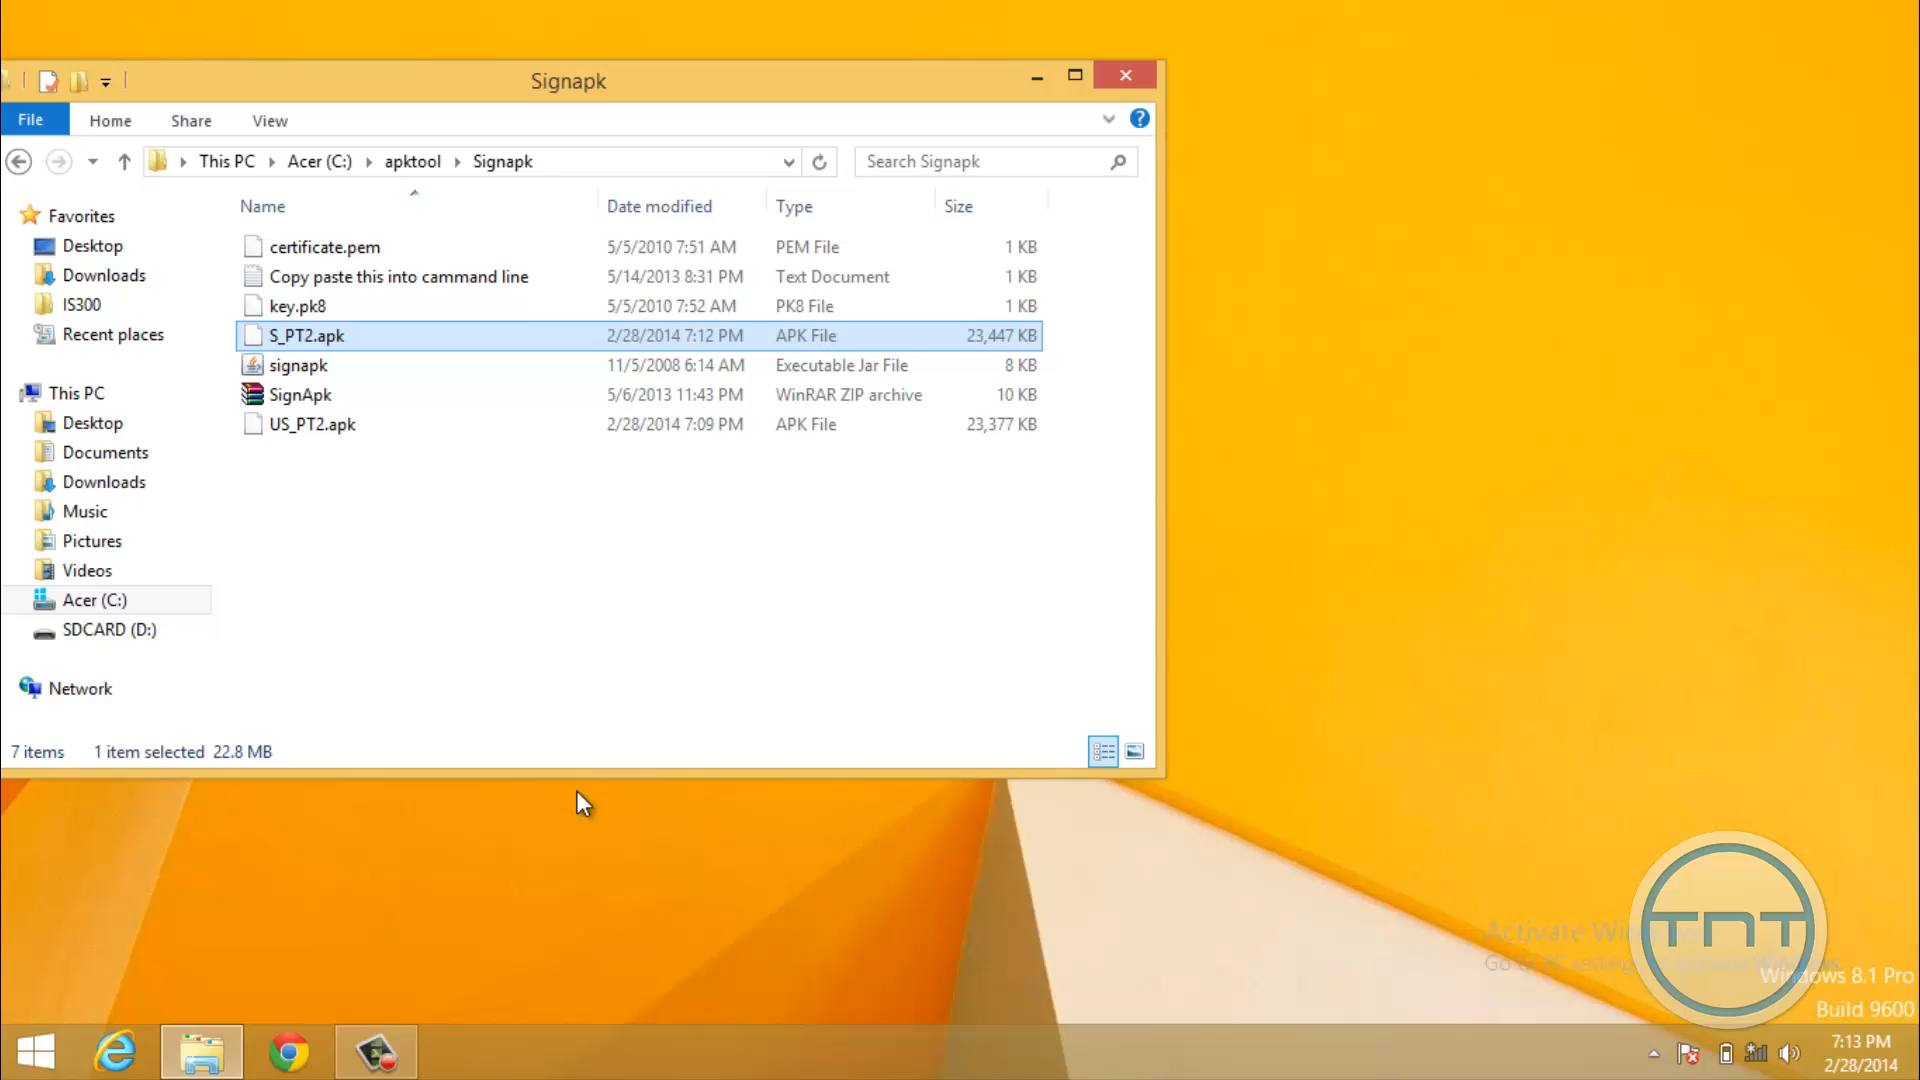 Signapk
File Home Share View
This PC Acer (C:) apktool Signapk Search Signapk
Name Date modified Type Size
certificate.pem 5/5/2010 7:51 AM PEM File 1 KB
Copy paste this into cammand line 5/14/2013 8:31 PM Text Document 1 KB
key.pk8 5/5/2010 7:52 AM PK8 File 1 KB
S_PT2.apk 2/28/2014 7:12 PM APK File 23,447 KB
signapk 11/5/2008 6:14 AM Executable Jar File 8 KB
SignApk 5/6/2013 11:43 PM WinRAR ZIP archive 10 KB
US_PT2.apk 2/28/2014 7:09 PM APK File 23,377 KB
Favorites
Desktop
Downloads
IS300
Recent places
This PC
Desktop
Documents
Downloads
Music
Pictures
Videos
Acer (C:)
SDCARD (D:)
Network
7 items 1 item selected 22.8 MB
Activate
TNT
Windows 8.1 Pro
Build 9600
7:13 PM
2/28/2014